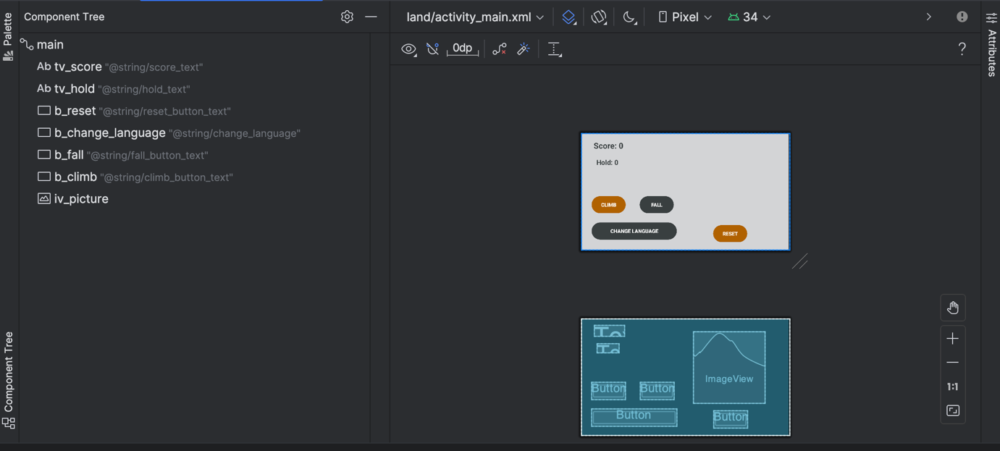 Component Tree
land/activity_main.xml
Pixel
34
Palette
Attributes
0dp
?
main
Ab tv_score "@string/score_text"
Ab tv_hold "@string/hold_text"
b_reset "@string/reset_button_text"
b_change_language "@string/change_language"
b_fall "@string/fall_button_text"
b_climb "@string/climb_button_text"
iv_picture
Score: 0
Hold: 0
CLIMB
FALL
CHANGE LANGUAGE
RESET
ImageView
Button
Button
Button
Button
1:1
Component Tree